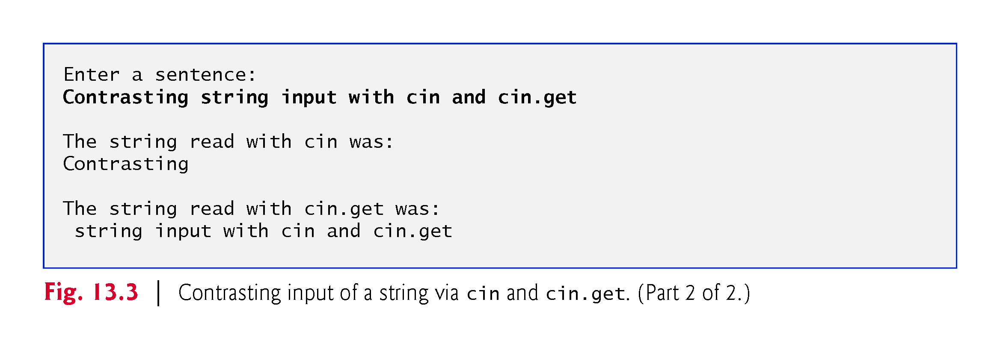 Enter a sentence:
Contrasting string input with cin and cin.get
The string read with cin was:
Contrasting
The string read with cin.get was:
 string input with cin and cin.get
Fig. 13.3 | Contrasting input of a string via cin and cin.get. (Part 2 of 2.)